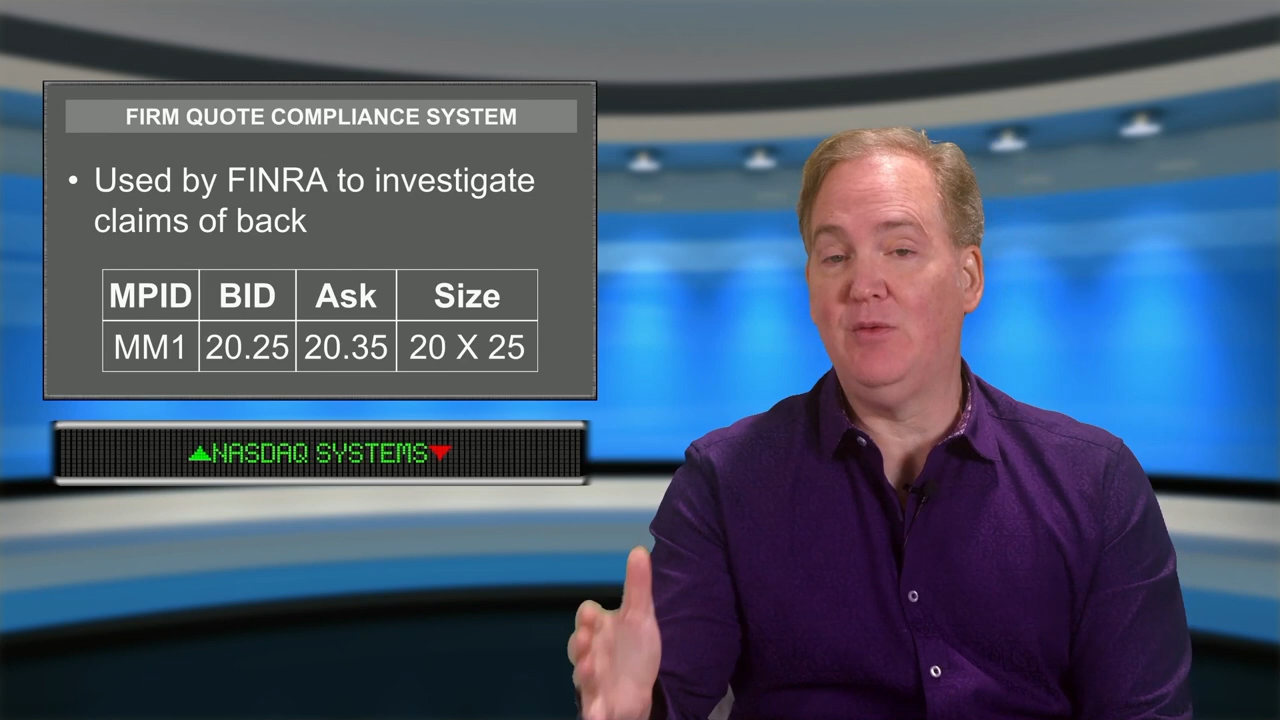 FIRM QUOTE COMPLIANCE SYSTEM
• Used by FINRA to investigate
claims of back
MPID BID Ask Size
MM1 20.25 20.35 20 X 25
▲NASDAQ SYSTEMS▼